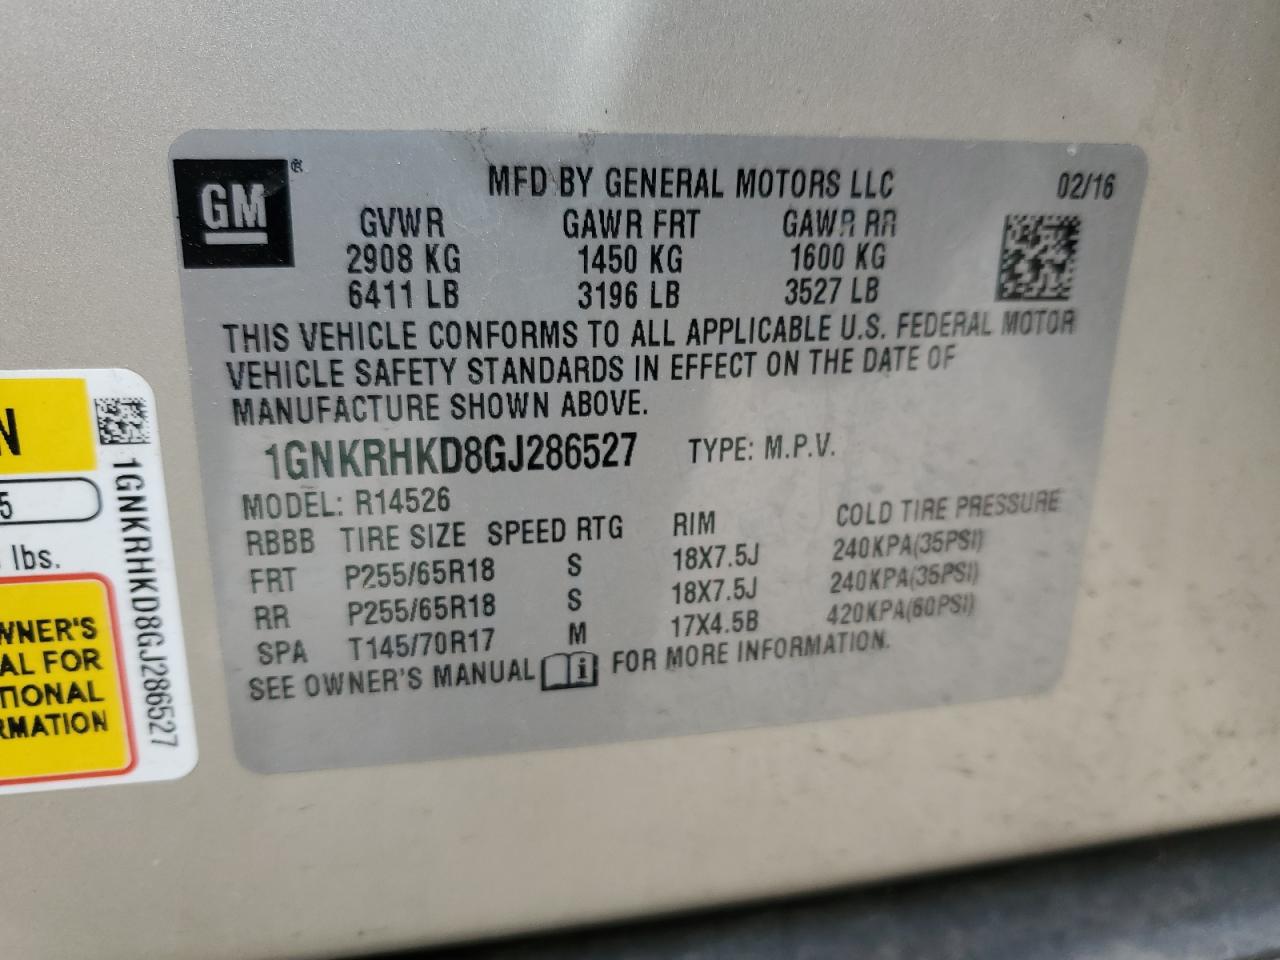 GM
®
MFD BY GENERAL MOTORS LLC 02/16
GVWR GAWR FRT GAWR RR
2908 KG 1450 KG 1600 KG
6411 LB 3196 LB 3527 LB
THIS VEHICLE CONFORMS TO ALL APPLICABLE U.S. FEDERAL MOTOR
VEHICLE SAFETY STANDARDS IN EFFECT ON THE DATE OF
MANUFACTURE SHOWN ABOVE.
1GNKRHKD8GJ286527 TYPE: M.P.V.
MODEL: R14526
RBBB TIRE SIZE SPEED RTG RIM COLD TIRE PRESSURE
FRT P255/65R18 S 18X7.5J 240KPA(35PSI)
RR P255/65R18 S 18X7.5J 240KPA(35PSI)
SPA T145/70R17 M 17X4.5B 420KPA(60PSI)
SEE OWNER'S MANUAL i FOR MORE INFORMATION.
N
5
lbs.
WNER'S
AL FOR
TIONAL
RMATION
1GNKRHKD8GJ286527